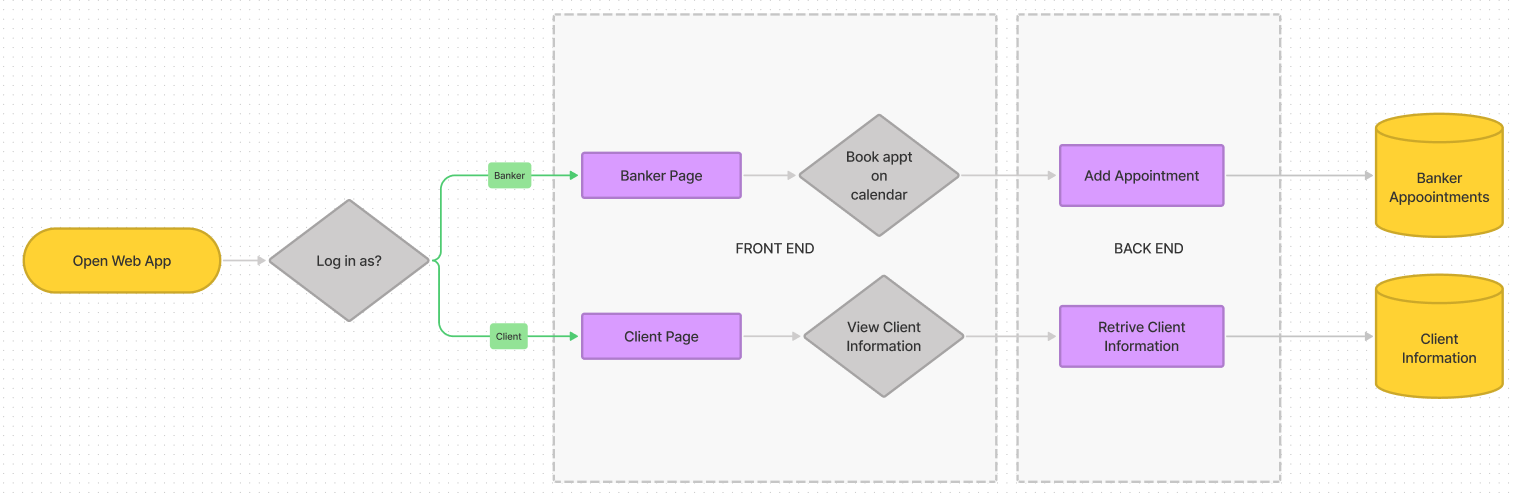 Open Web App
Log in as?
Banker
Client
Banker Page
Book appt
on
calendar
FRONT END
Client Page
View Client
Information
Add Appointment
BACK END
Retrive Client
Information
Banker
Appoointments
Client
Information